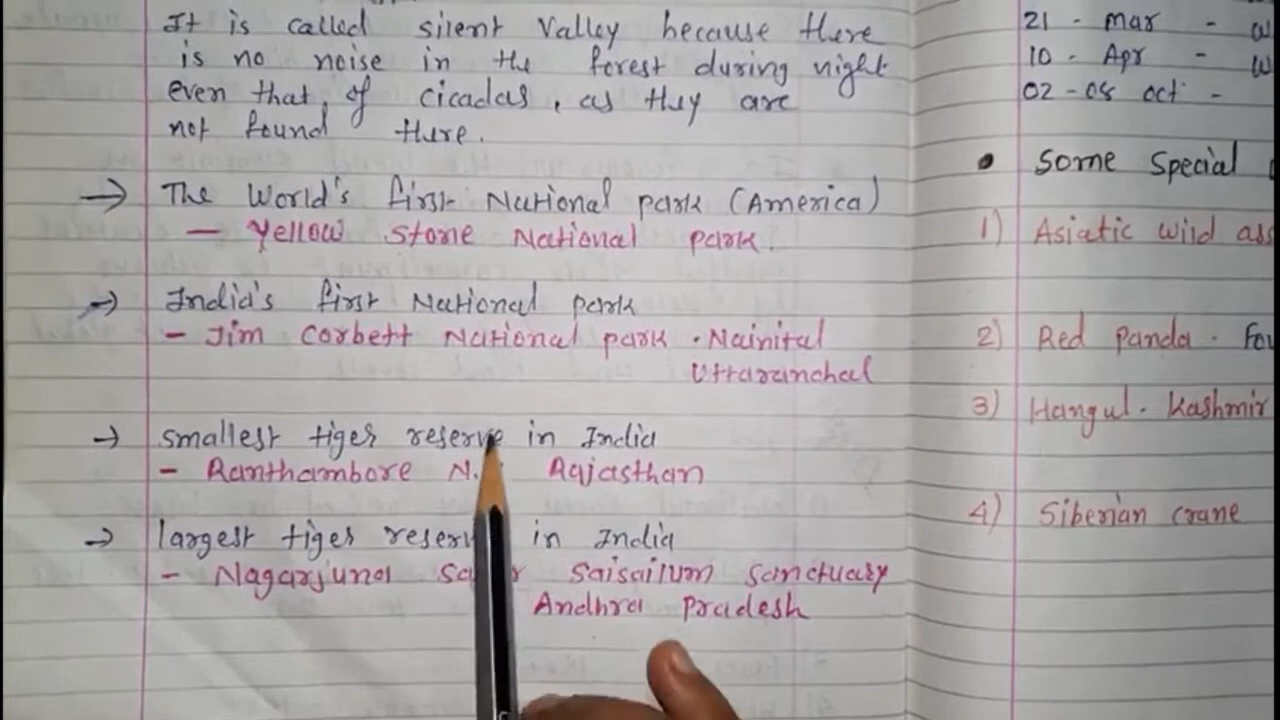 It is called silent Valley because there
is no noise in the forest during night
even that, of cicadas, as they are
not found there.
→ The World's first National park (America)
— Yellow stone National park.
→ India's first National park
- Jim Corbett National park . Nainital
Uttaranchal
→ smallest tiger reserve in India
- Ranthambore N. Rajasthan
→ largest tiger reserve in India
- Nagarjuna Saisailum Sanctuary
Andhra Pradesh
21 - mar -
10 - Apr -
02 - 08 oct -
• Some Special
1) Asiatic wild ass
2) Red Panda .
3) Hangul . Kashmir
4) Siberian crane